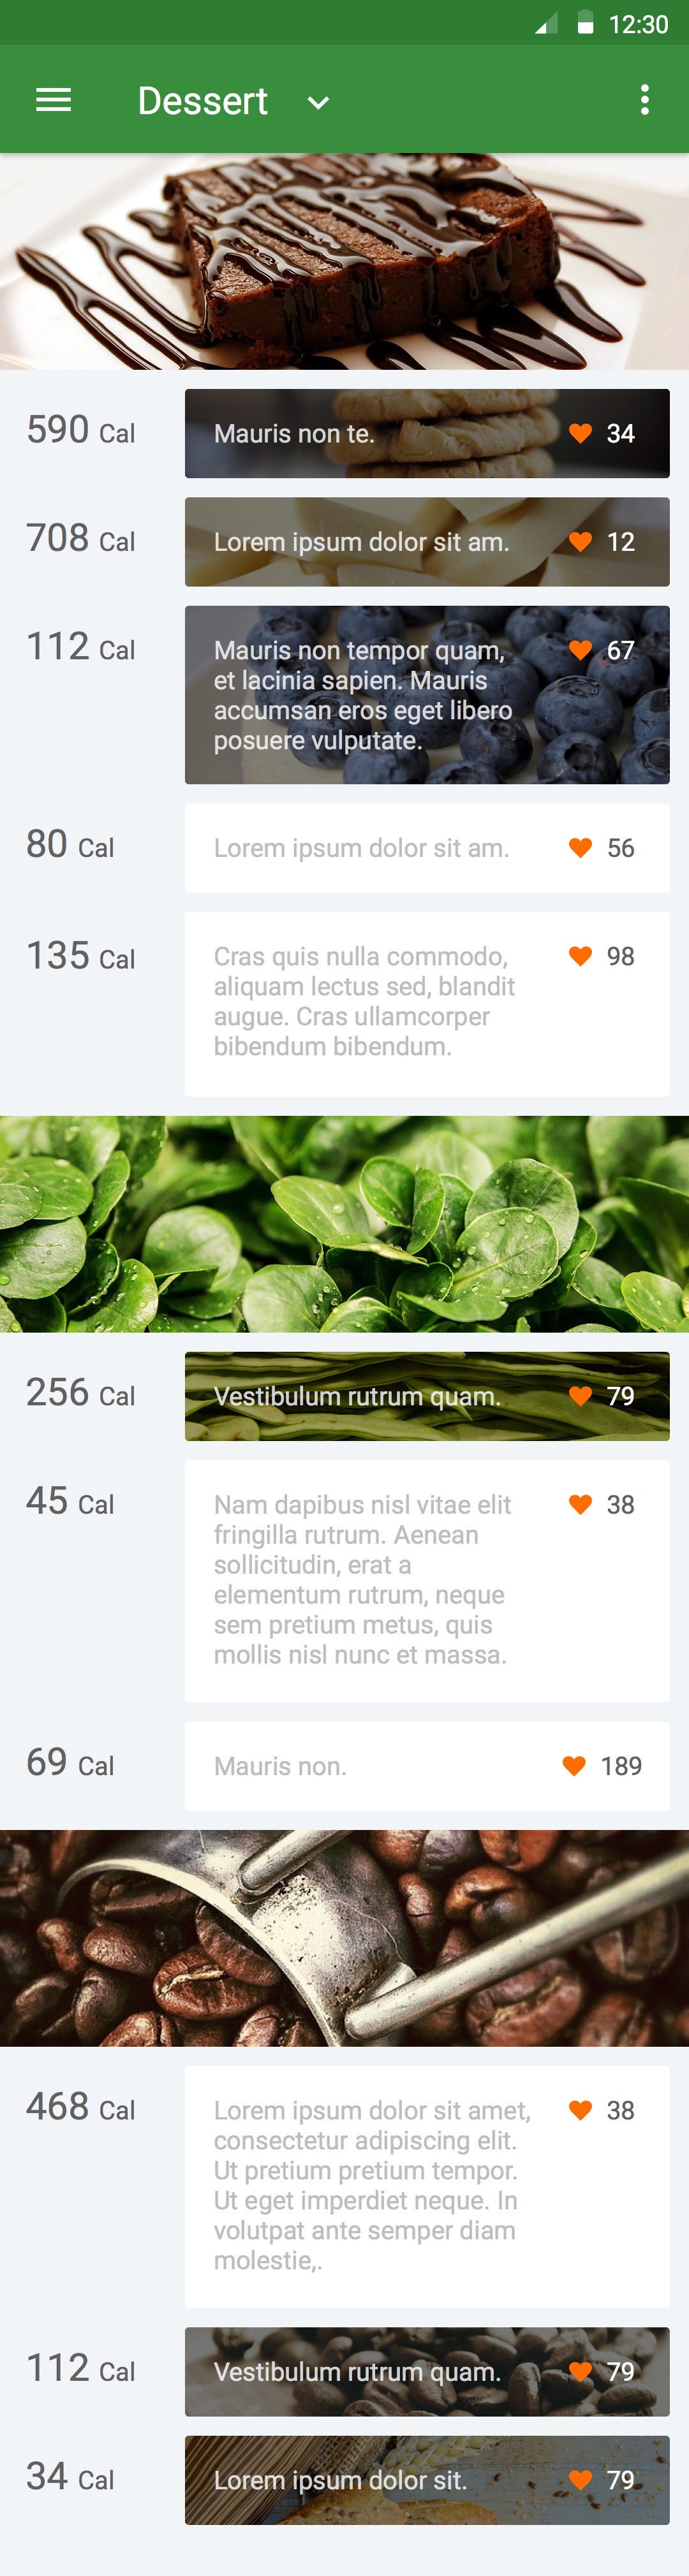 12:30
Dessert
590 Cal Mauris non te. 34
708 Cal Lorem ipsum dolor sit am. 12
112 Cal Mauris non tempor quam, 67
et lacinia sapien. Mauris
accumsan eros eget libero
posuere vulputate.
80 Cal Lorem ipsum dolor sit am. 56
135 Cal Cras quis nulla commodo, 98
aliquam lectus sed, blandit
augue. Cras ullamcorper
bibendum bibendum.
256 Cal Vestibulum rutrum quam. 79
45 Cal Nam dapibus nisl vitae elit 38
fringilla rutrum. Aenean
sollicitudin, erat a
elementum rutrum, neque
sem pretium metus, quis
mollis nisl nunc et massa.
69 Cal Mauris non. 189
468 Cal Lorem ipsum dolor sit amet, 38
consectetur adipiscing elit.
Ut pretium pretium tempor.
Ut eget imperdiet neque. In
volutpat ante semper diam
molestie,.
112 Cal Vestibulum rutrum quam. 79
34 Cal Lorem ipsum dolor sit. 79